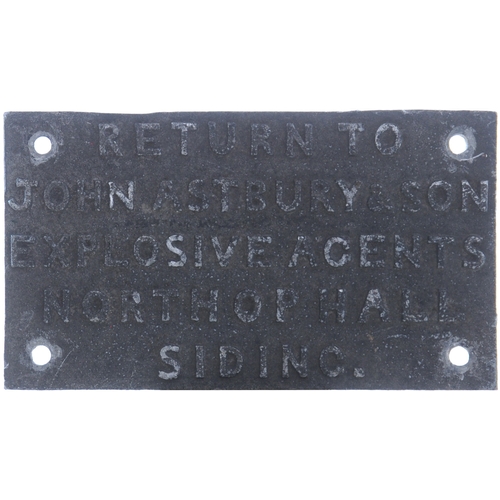 RETURN TO
JOHN ASTBURY & SON
EXPLOSIVE AGENTS
NORTHOP HALL
SIDING.